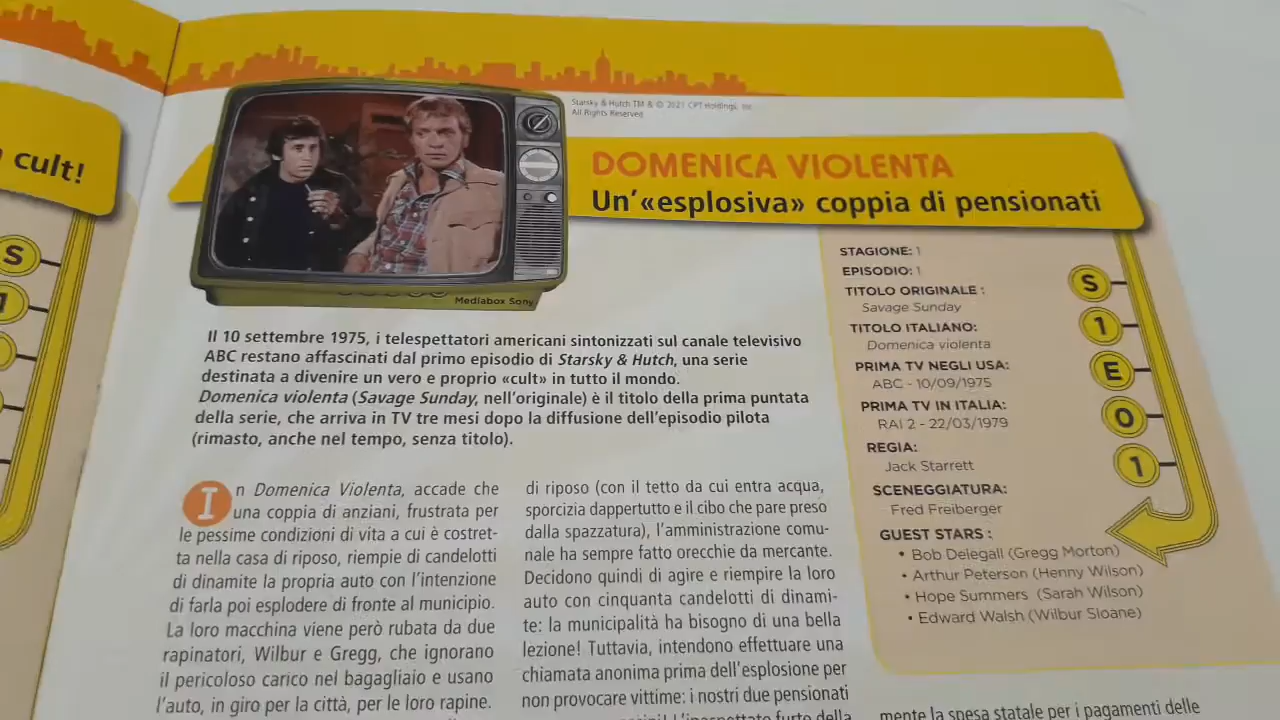 cult!
S
1
Starsky & Hutch TM & © 2021 CPT Holdings, Inc.
All Rights Reserved
DOMENICA VIOLENTA
Un'«esplosiva» coppia di pensionati
Mediabox Sony
Il 10 settembre 1975, i telespettatori americani sintonizzati sul canale televisivo
ABC restano affascinati dal primo episodio di Starsky & Hutch, una serie
destinata a divenire un vero e proprio «cult» in tutto il mondo.
Domenica violenta (Savage Sunday, nell'originale) è il titolo della prima puntata
della serie, che arriva in TV tre mesi dopo la diffusione dell'episodio pilota
(rimasto, anche nel tempo, senza titolo).
In Domenica Violenta, accade che
una coppia di anziani, frustrata per
le pessime condizioni di vita a cui è costret-
ta nella casa di riposo, riempie di candelotti
di dinamite la propria auto con l'intenzione
di farla poi esplodere di fronte al municipio.
La loro macchina viene però rubata da due
rapinatori, Wilbur e Gregg, che ignorano
il pericoloso carico nel bagagliaio e usano
l'auto, in giro per la città, per le loro rapine.
di riposo (con il tetto da cui entra acqua,
sporcizia dappertutto e il cibo che pare preso
dalla spazzatura), l'amministrazione comu-
nale ha sempre fatto orecchie da mercante.
Decidono quindi di agire e riempire la loro
auto con cinquanta candelotti di dinami-
te: la municipalità ha bisogno di una bella
lezione! Tuttavia, intendono effettuare una
chiamata anonima prima dell'esplosione per
non provocare vittime: i nostri due pensionati
STAGIONE: 1
EPISODIO: 1
TITOLO ORIGINALE :
Savage Sunday
TITOLO ITALIANO:
Domenica violenta
PRIMA TV NEGLI USA:
ABC - 10/09/1975
PRIMA TV IN ITALIA:
RAI 2 - 22/03/1979
REGIA:
Jack Starrett
SCENEGGIATURA:
Fred Freiberger
GUEST STARS :
• Bob Delegall (Gregg Morton)
• Arthur Peterson (Henny Wilson)
• Hope Summers (Sarah Wilson)
• Edward Walsh (Wilbur Sloane)
S
1
E
0
1
mente la spesa statale per i pagamenti delle